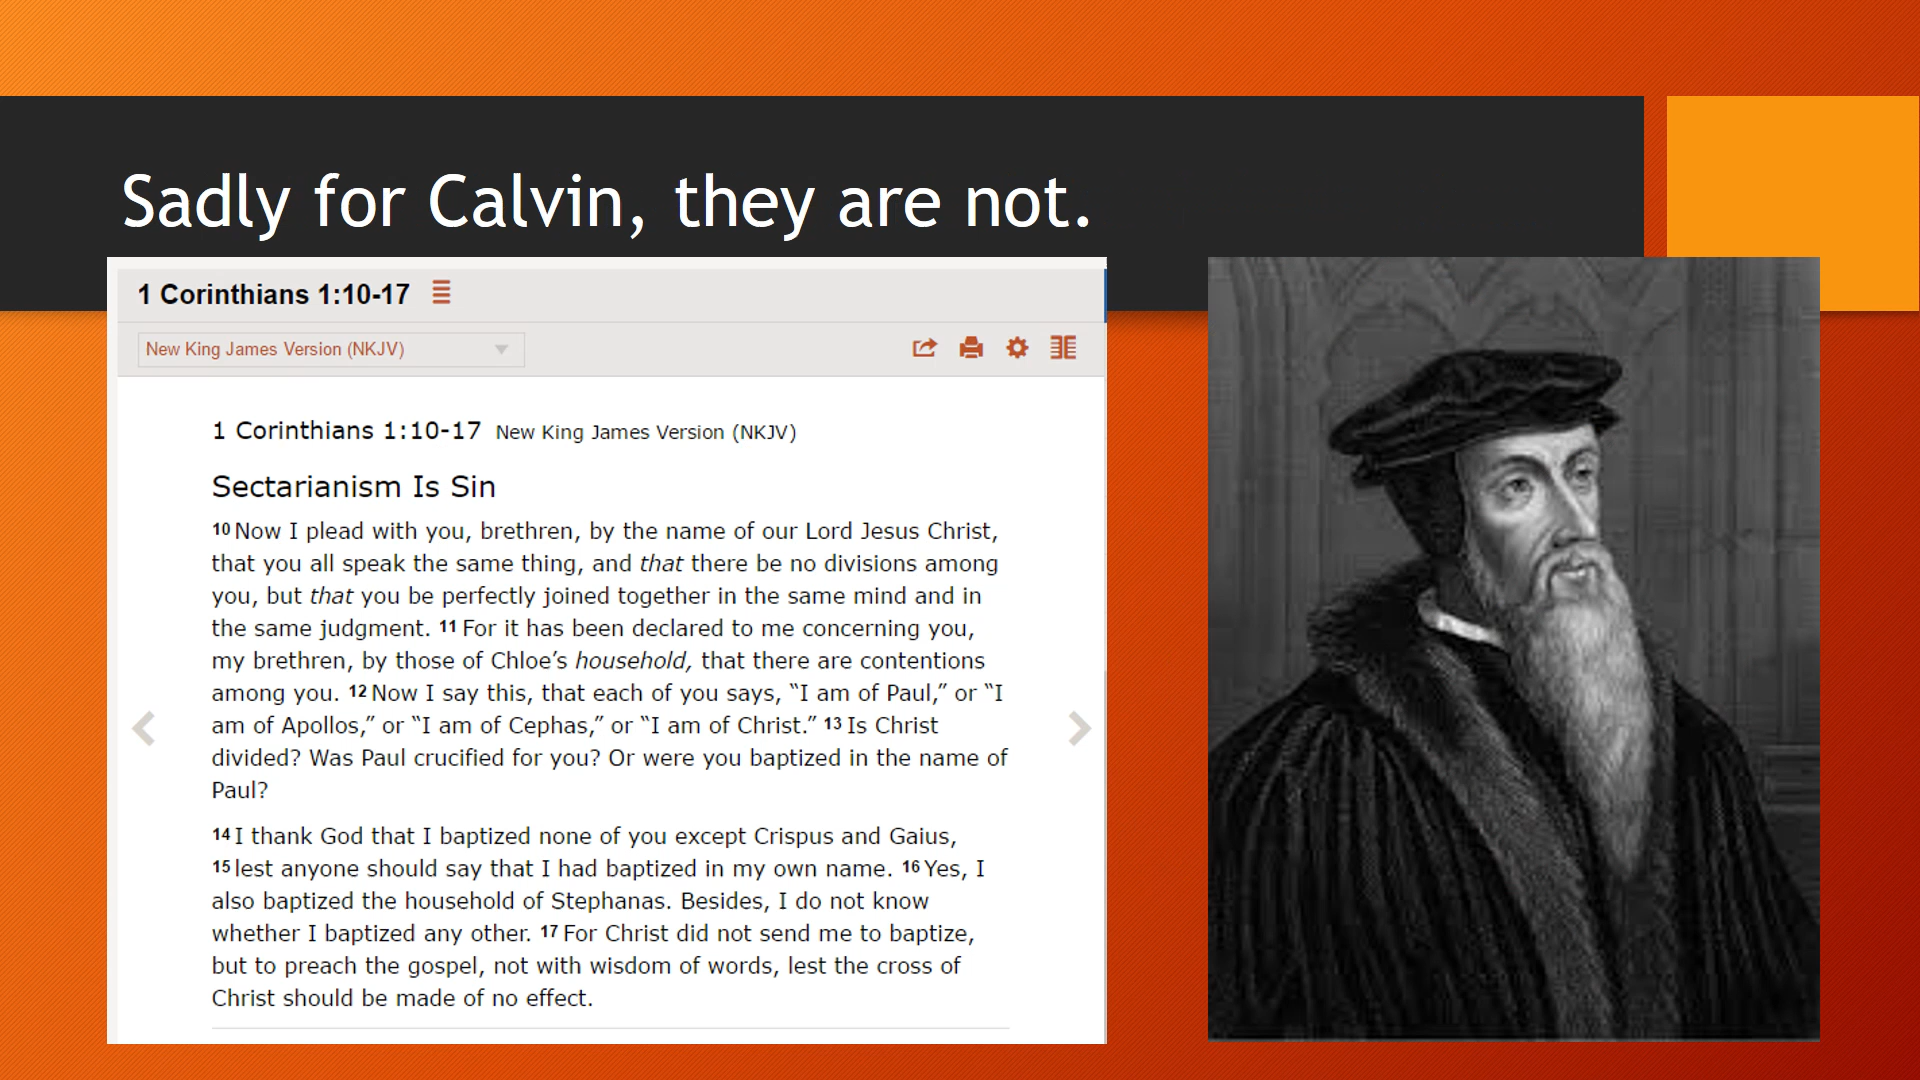 Sadly for Calvin, they are not.
1 Corinthians 1:10-17
New King James Version (NKJV)
1 Corinthians 1:10-17 New King James Version (NKJV)
Sectarianism Is Sin
10 Now I plead with you, brethren, by the name of our Lord Jesus Christ,
that you all speak the same thing, and that there be no divisions among
you, but that you be perfectly joined together in the same mind and in
the same judgment. 11 For it has been declared to me concerning you,
my brethren, by those of Chloe’s household, that there are contentions
among you. 12 Now I say this, that each of you says, “I am of Paul,” or “I
am of Apollos,” or “I am of Cephas,” or “I am of Christ.” 13 Is Christ
divided? Was Paul crucified for you? Or were you baptized in the name of
Paul?
14 I thank God that I baptized none of you except Crispus and Gaius,
15 lest anyone should say that I had baptized in my own name. 16 Yes, I
also baptized the household of Stephanas. Besides, I do not know
whether I baptized any other. 17 For Christ did not send me to baptize,
but to preach the gospel, not with wisdom of words, lest the cross of
Christ should be made of no effect.